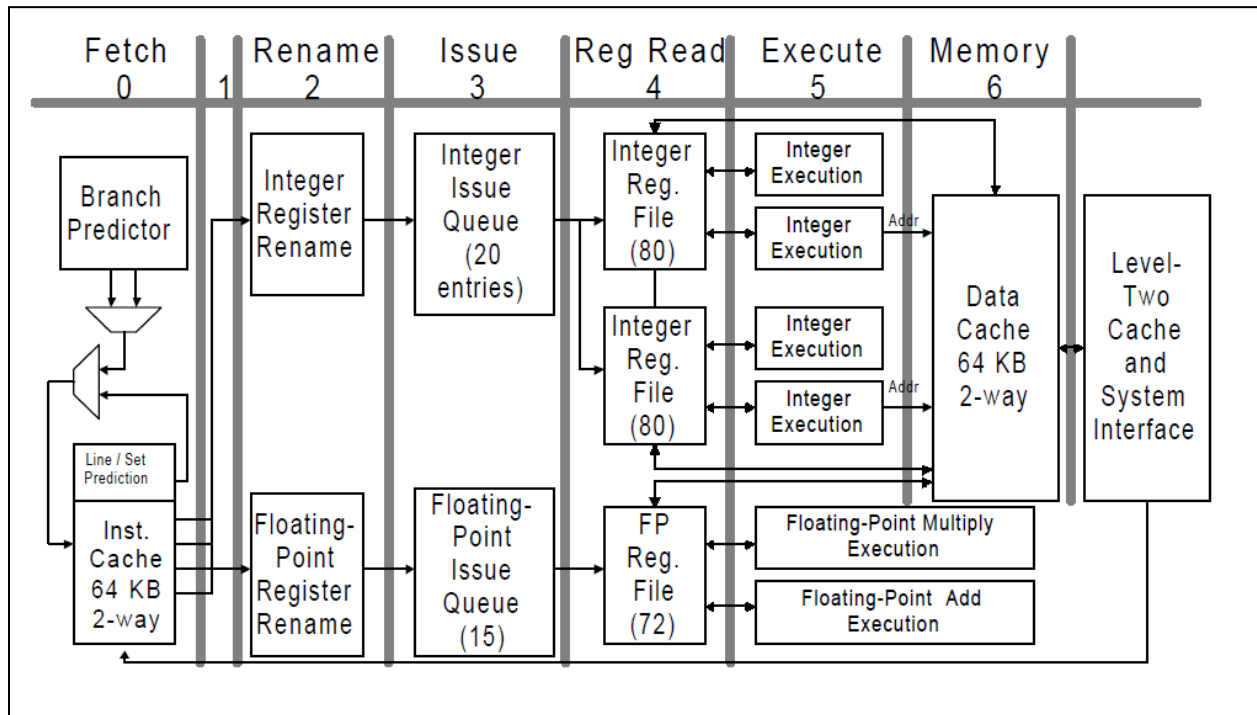 Fetch
0
1
Rename
2
Issue
3
Reg Read
4
Execute
5
Memory
6
Branch
Predictor
Line / Set
Prediction
Inst.
Cache
64 KB
2-way
Integer
Register
Rename
Floating-
Point
Register
Rename
Integer
Issue
Queue
(20
entries)
Floating-
Point
Issue
Queue
(15)
Integer
Reg.
File
(80)
Integer
Reg.
File
(80)
FP
Reg.
File
(72)
Integer
Execution
Integer
Execution
Addr
Integer
Execution
Integer
Execution
Addr
Floating-Point Multiply
Execution
Floating-Point Add
Execution
Data
Cache
64 KB
2-way
Level-
Two
Cache
and
System
Interface